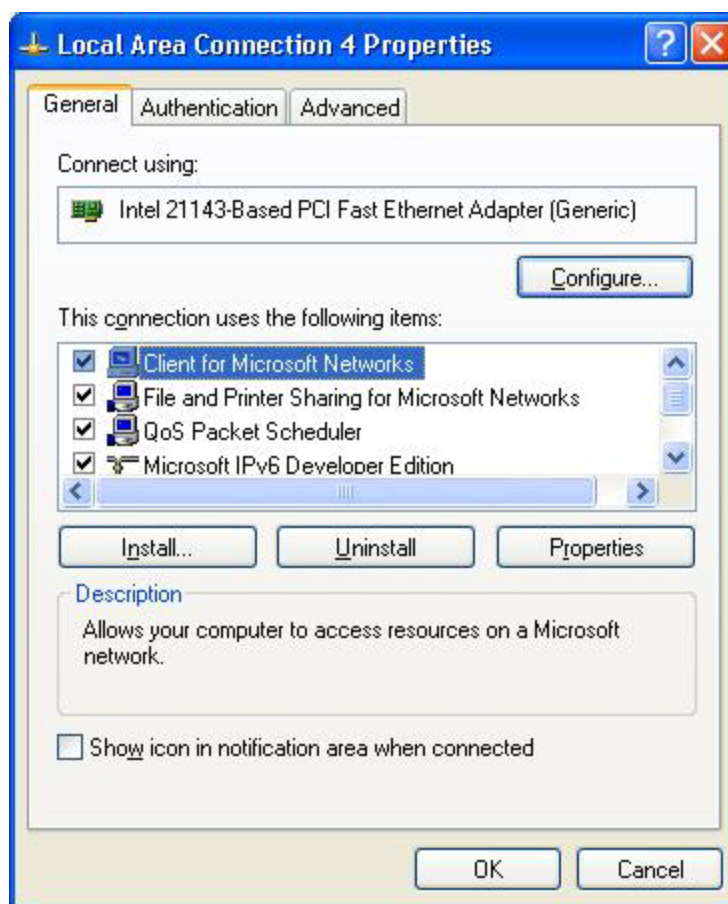 Local Area Connection 4 Properties
General Authentication Advanced
Connect using:
Intel 21143-Based PCI Fast Ethernet Adapter (Generic)
Configure...
This connection uses the following items:
Client for Microsoft Networks
File and Printer Sharing for Microsoft Networks
QoS Packet Scheduler
Microsoft IPv6 Developer Edition
Install... Uninstall Properties
Description
Allows your computer to access resources on a Microsoft
network.
Show icon in notification area when connected
OK Cancel